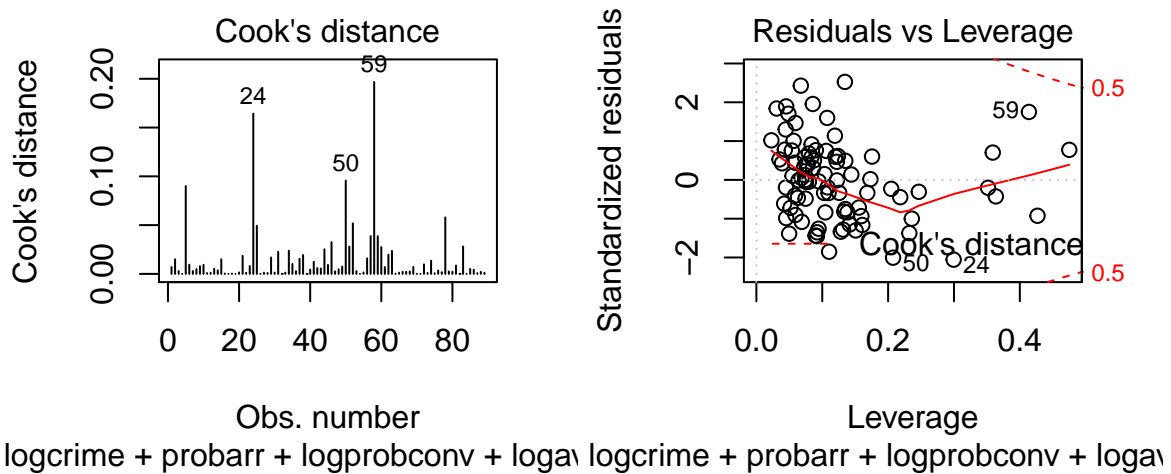 Cook's distance
Cook's distance
0.00 0.10 0.20
24
50
59
0 20 40 60 80
Obs. number
logcrime + probarr + logprobconv + logav
Residuals vs Leverage
Standardized residuals
−2 0 2
59
50
24
Cook's distance
0.5
0.5
0.0 0.2 0.4
Leverage
logcrime + probarr + logprobconv + logav